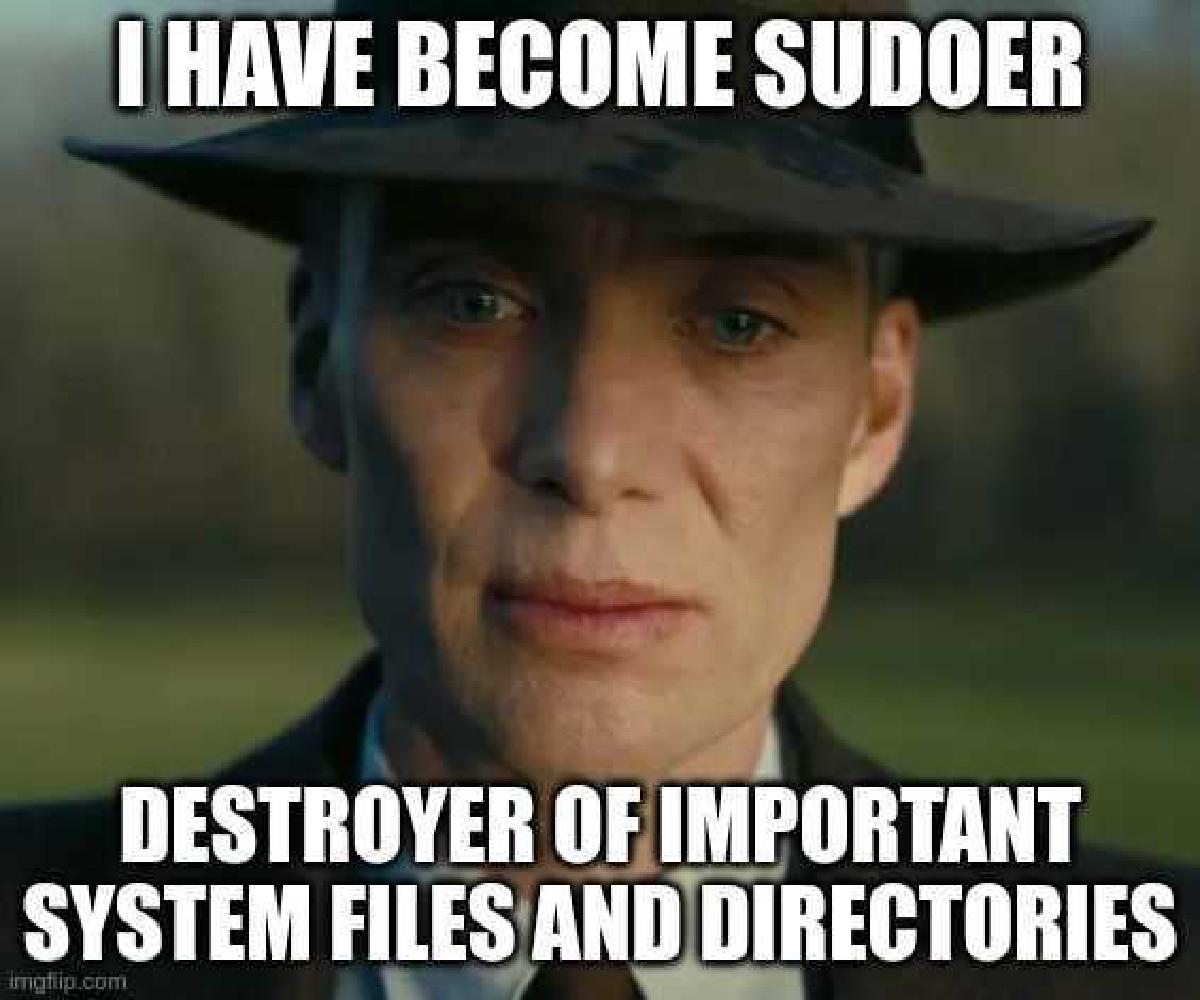 I HAVE BECOME SUDOER
DESTROYER OF IMPORTANT
SYSTEM FILES AND DIRECTORIES
imgflip.com